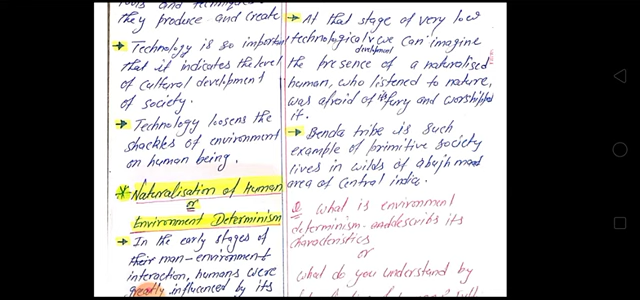 tools and techniques
they produce and create
→ Technology is so important
that it indicates the level
of cultural development
of society.
→ Technology loosens the
shackles of environment
on human being.
* Naturalisation of Human
or
Environment Determinism
→ In the early stages of
their man-environment
interaction, humans were
greatly influenced by its
→ At that stage of very low
technological development we can imagine
the presence of a naturalised
human, who listened to nature,
was afraid of its fury and worshipped
it.
→ Benda tribe is such
example of primitive society
lives in wilds of abujh mad
area of central india.
Q What is environment
determinism and describs its
characteristics
or
what do you understand by